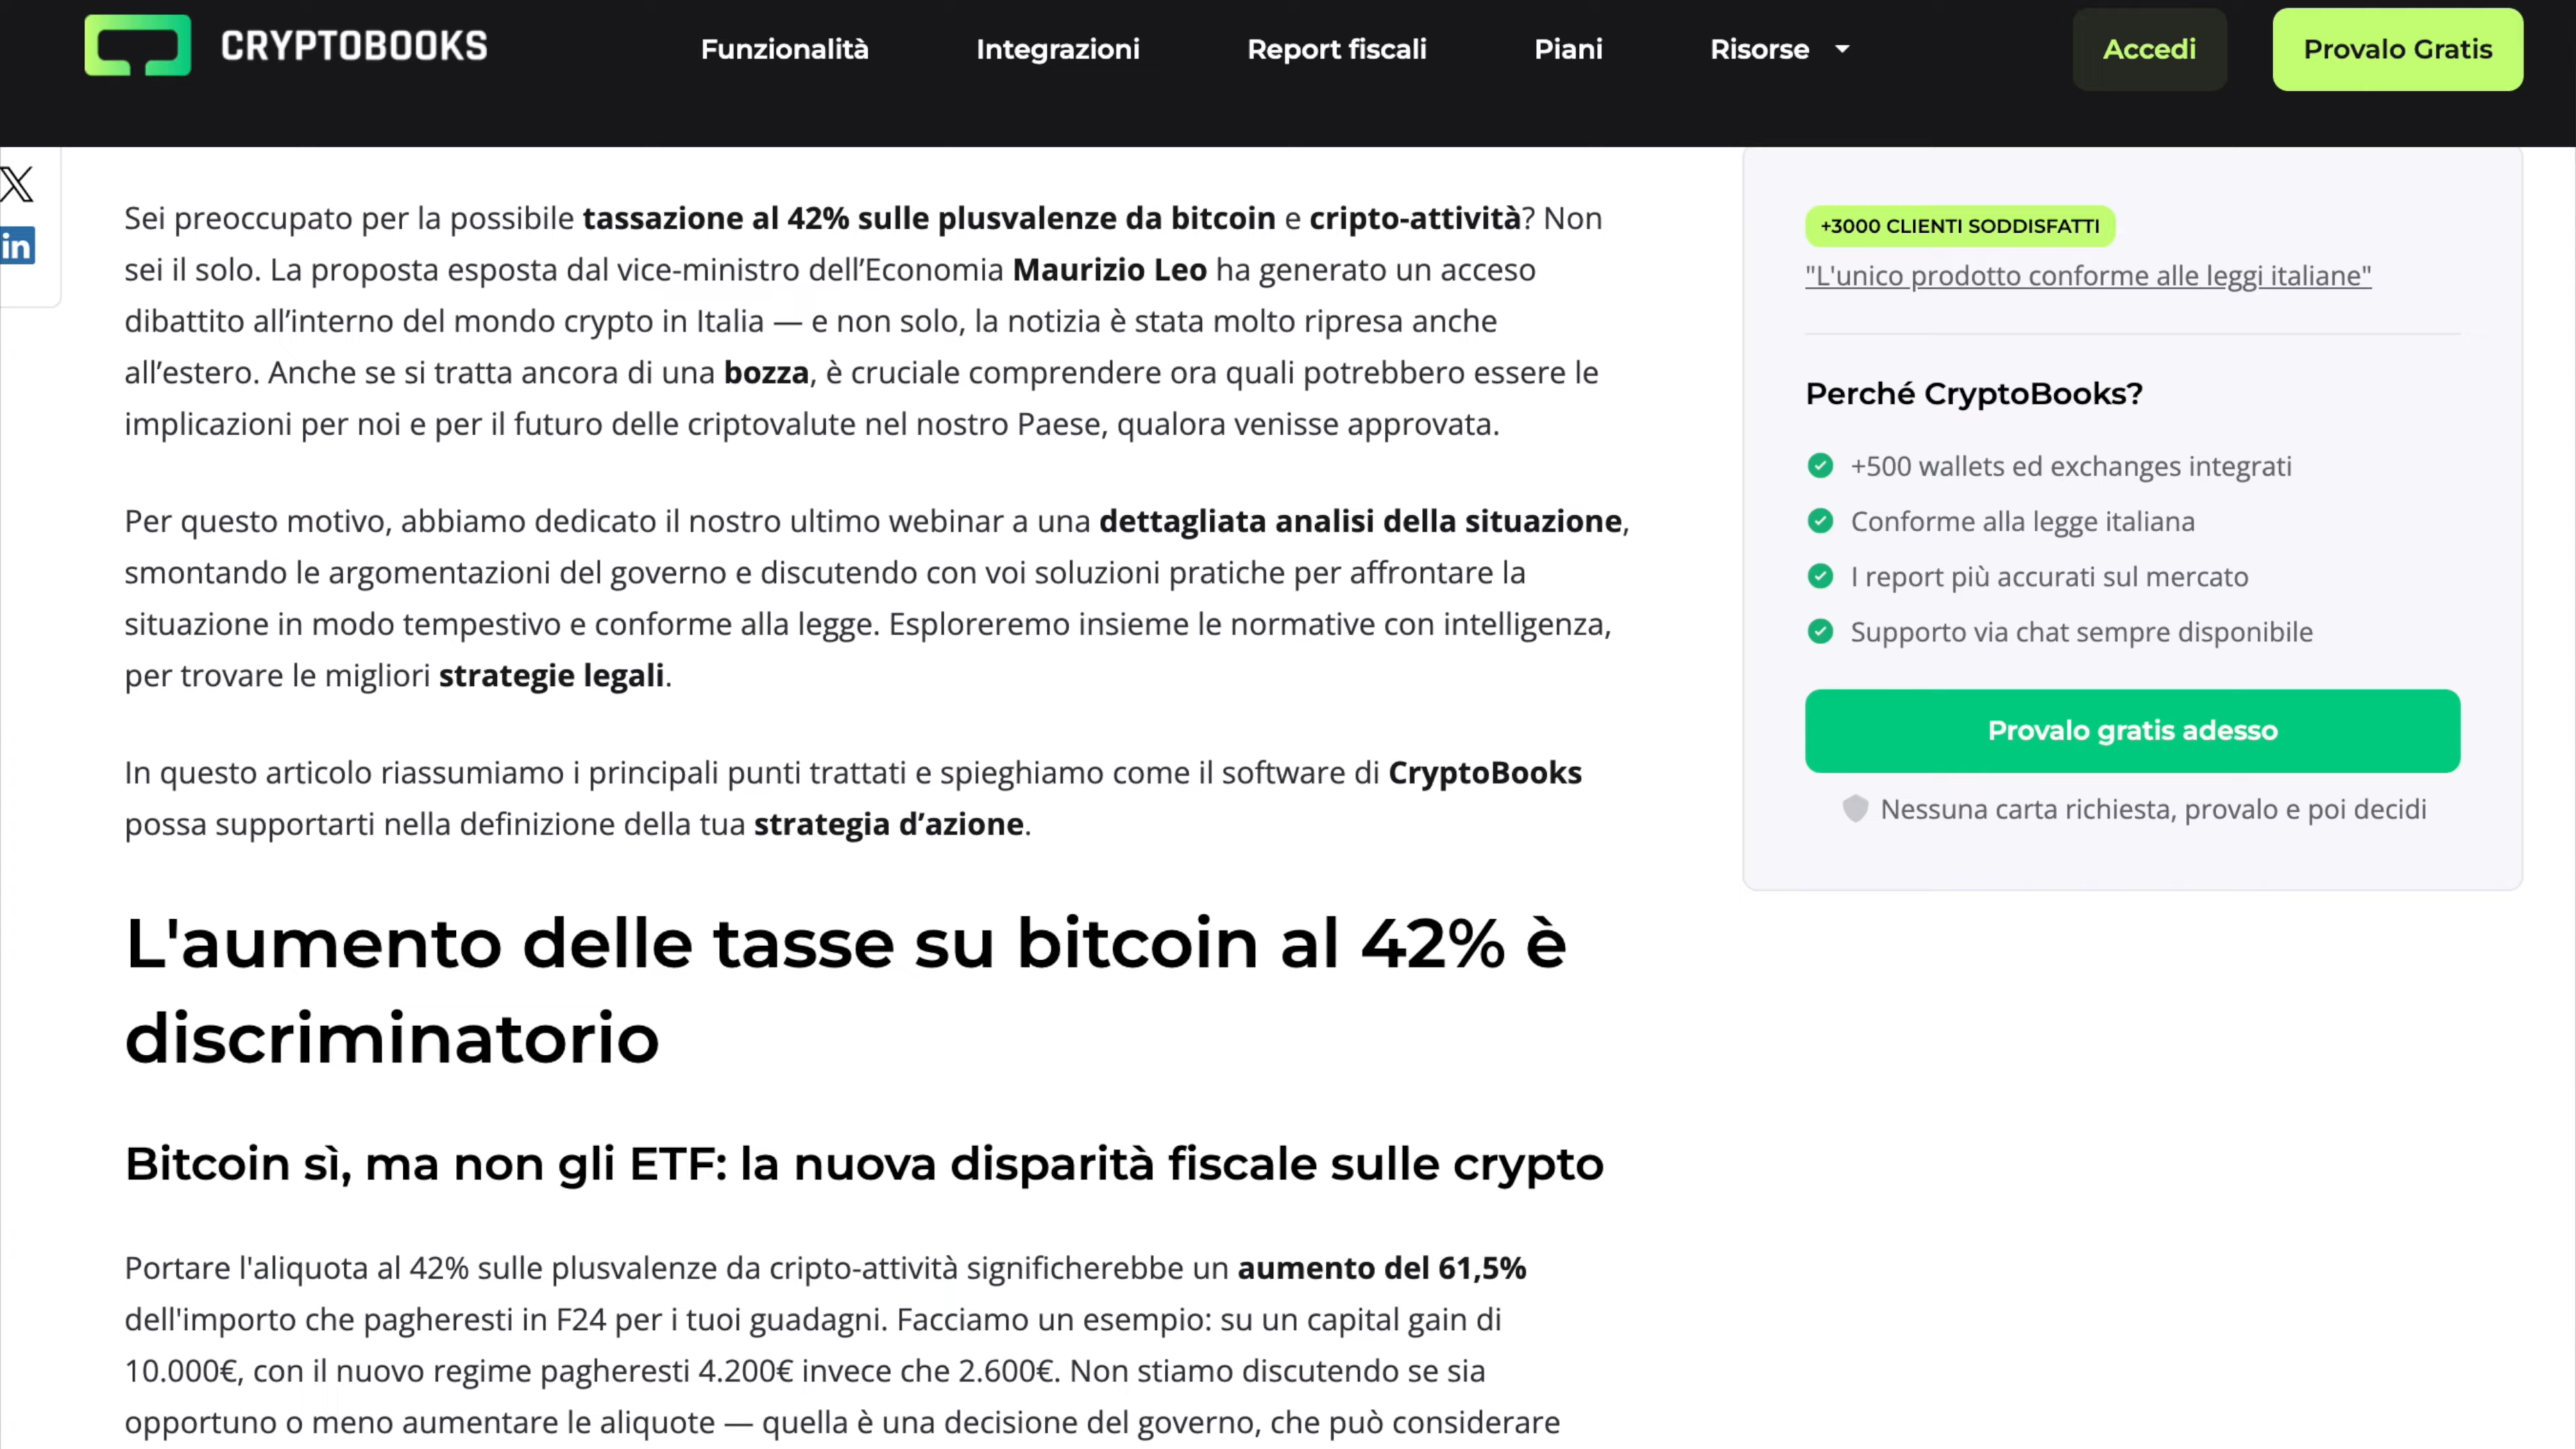 CRYPTOBOOKS
Funzionalità
Integrazioni
Report fiscali
Piani
Risorse
Accedi
Provalo Gratis
in
Sei preoccupato per la possibile tassazione al 42% sulle plusvalenze da bitcoin e cripto-attività? Non
sei il solo. La proposta esposta dal vice-ministro dell’Economia Maurizio Leo ha generato un acceso
dibattito all’interno del mondo crypto in Italia — e non solo, la notizia è stata molto ripresa anche
all’estero. Anche se si tratta ancora di una bozza, è cruciale comprendere ora quali potrebbero essere le
implicazioni per noi e per il futuro delle criptovalute nel nostro Paese, qualora venisse approvata.
Per questo motivo, abbiamo dedicato il nostro ultimo webinar a una dettagliata analisi della situazione,
smontando le argomentazioni del governo e discutendo con voi soluzioni pratiche per affrontare la
situazione in modo tempestivo e conforme alla legge. Esploreremo insieme le normative con intelligenza,
per trovare le migliori strategie legali.
In questo articolo riassumiamo i principali punti trattati e spieghiamo come il software di CryptoBooks
possa supportarti nella definizione della tua strategia d’azione.
L'aumento delle tasse su bitcoin al 42% è
discriminatorio
Bitcoin sì, ma non gli ETF: la nuova disparità fiscale sulle crypto
Portare l'aliquota al 42% sulle plusvalenze da cripto-attività significherebbe un aumento del 61,5%
dell'importo che pagheresti in F24 per i tuoi guadagni. Facciamo un esempio: su un capital gain di
10.000€, con il nuovo regime pagheresti 4.200€ invece che 2.600€. Non stiamo discutendo se sia
opportuno o meno aumentare le aliquote — quella è una decisione del governo, che può considerare
+3000 CLIENTI SODDISFATTI
"L'unico prodotto conforme alle leggi italiane"
Perché CryptoBooks?
+500 wallets ed exchanges integrati
Conforme alla legge italiana
I report più accurati sul mercato
Supporto via chat sempre disponibile
Provalo gratis adesso
Nessuna carta richiesta, provalo e poi decidi